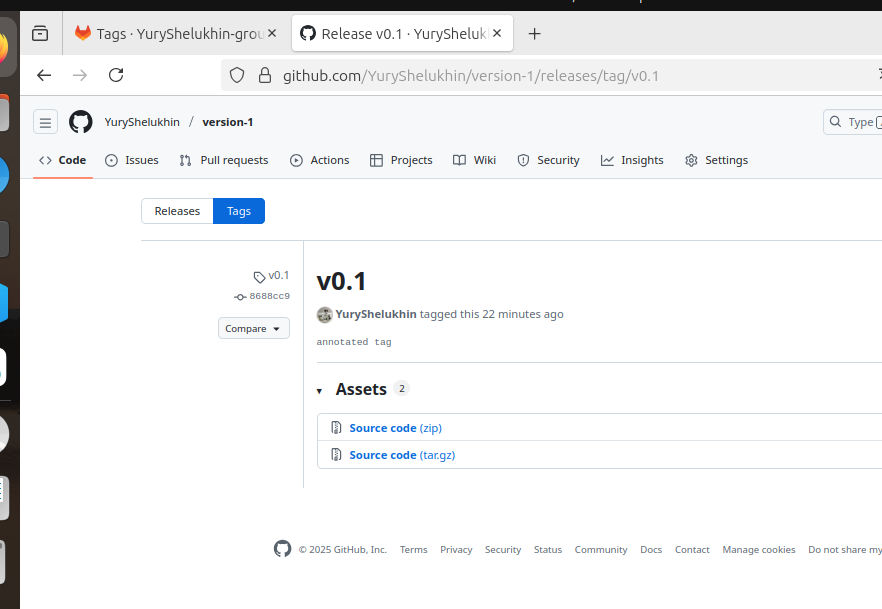 Tags · YuryShelukhin-grou
Release v0.1 · YurySheluk
github.com/YuryShelukhin/version-1/releases/tag/v0.1
YuryShelukhin / version-1
Type
Code Issues Pull requests Actions Projects Wiki Security Insights Settings
Releases Tags
v0.1
8688cc9
Compare
v0.1
YuryShelukhin tagged this 22 minutes ago
annotated tag
Assets 2
Source code (zip)
Source code (tar.gz)
© 2025 GitHub, Inc. Terms Privacy Security Status Community Docs Contact Manage cookies Do not share my